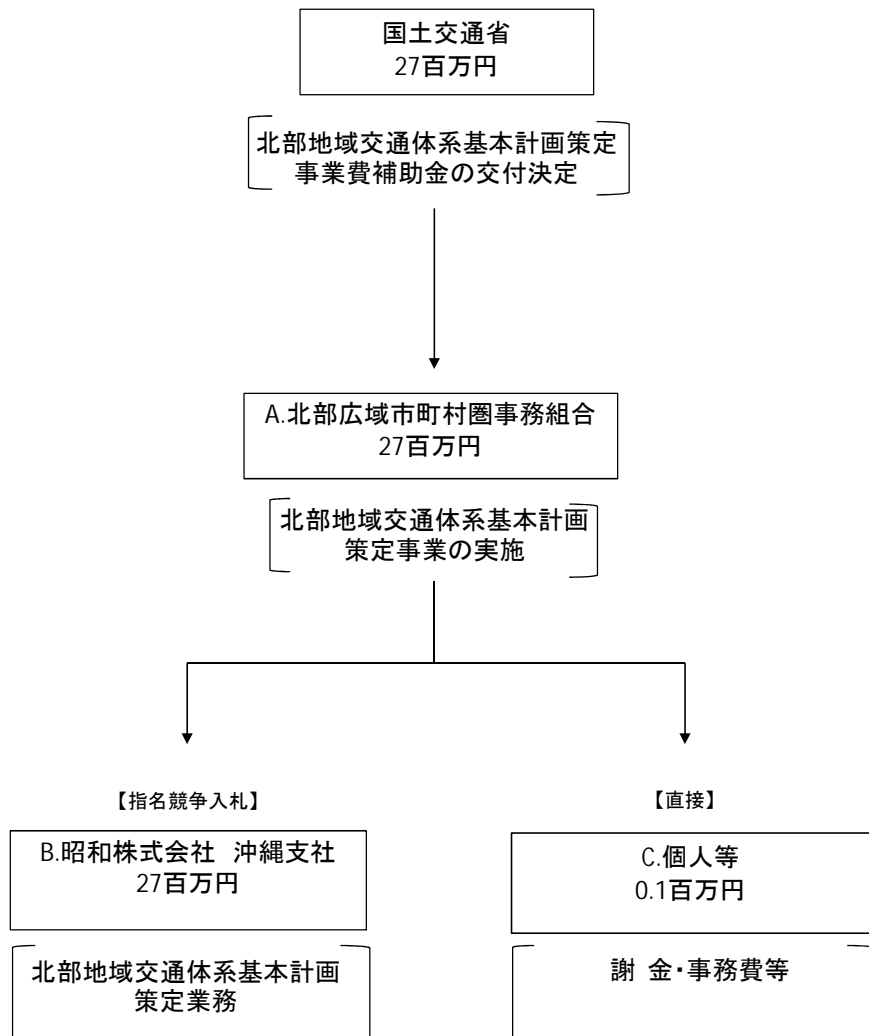 国土交通省
27百万円
北部地域交通体系基本計画策定
事業費補助金の交付決定
A.北部広域市町村圏事務組合
27百万円
北部地域交通体系基本計画
策定事業の実施
【指名競争入札】
B.昭和株式会社　沖縄支社
27百万円
北部地域交通体系基本計画
策定業務
【直接】
C.個人等
0.1百万円
謝 金・事務費等